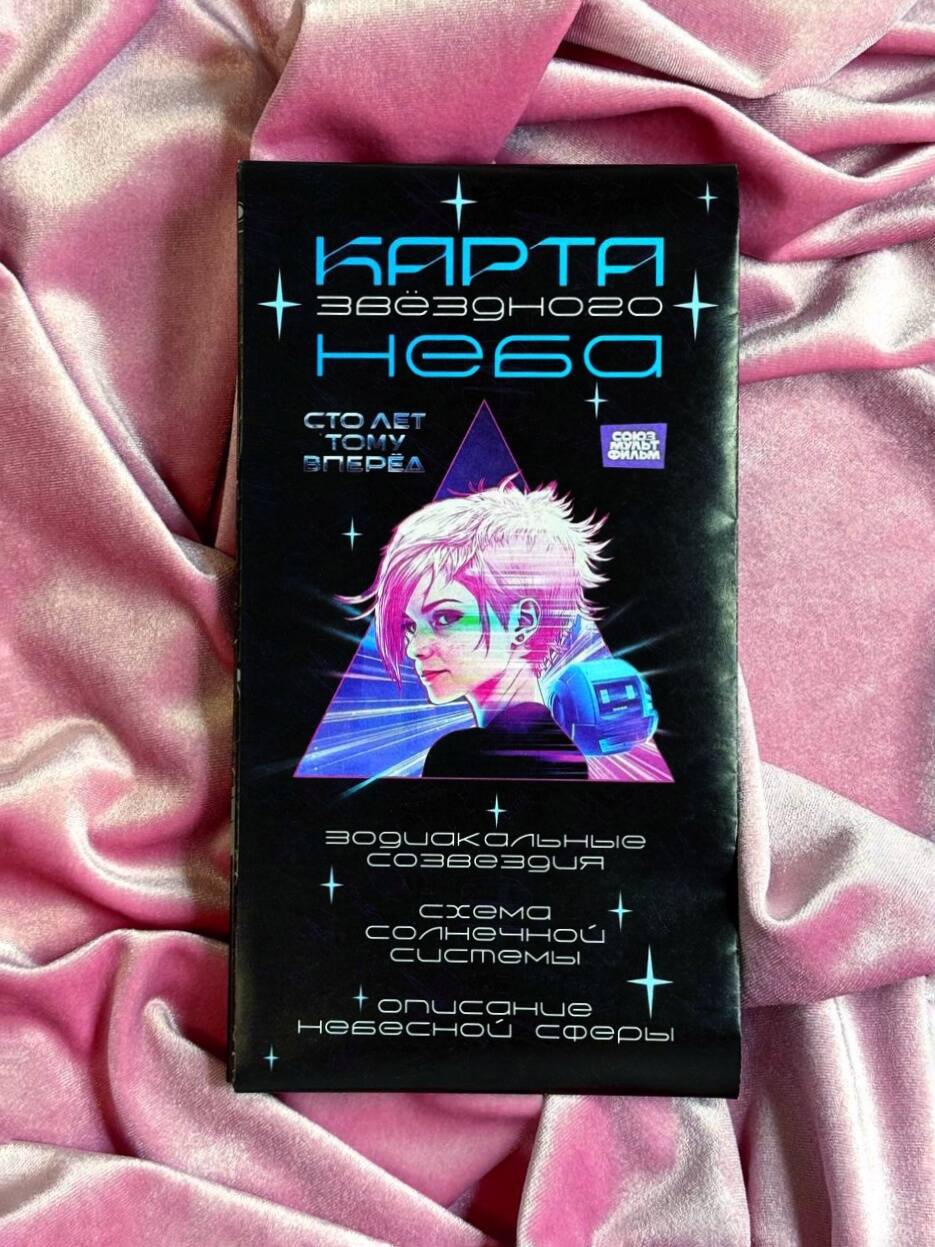 КАРТА
ЗВЁЗДНОГО
НЕБА
СТО ЛЕТ
ТОМУ
ВПЕРЁД
СОЮЗ
МУЛЬТ
ФИЛЬМ
ЗОДИАКАЛЬНЫЕ
СОЗВЕЗДИЯ
СХЕМА
СОЛНЕЧНОЙ
СИСТЕМЫ
ОПИСАНИЕ
НЕБЕСНОЙ СФЕРЫ